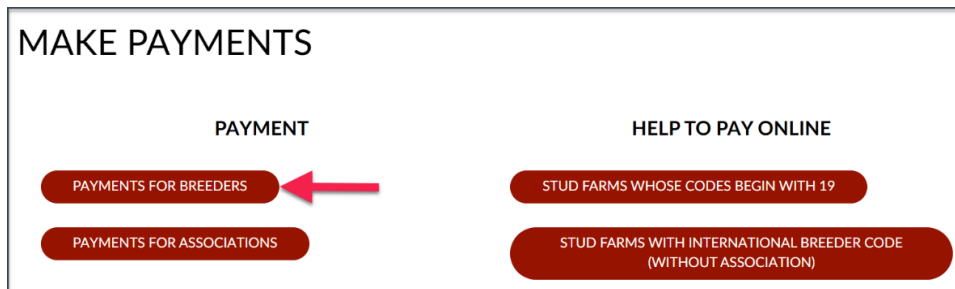 MAKE PAYMENTS
PAYMENT
PAYMENTS FOR BREEDERS
PAYMENTS FOR ASSOCIATIONS
HELP TO PAY ONLINE
STUD FARMS WHOSE CODES BEGIN WITH 19
STUD FARMS WITH INTERNATIONAL BREEDER CODE
(WITHOUT ASSOCIATION)